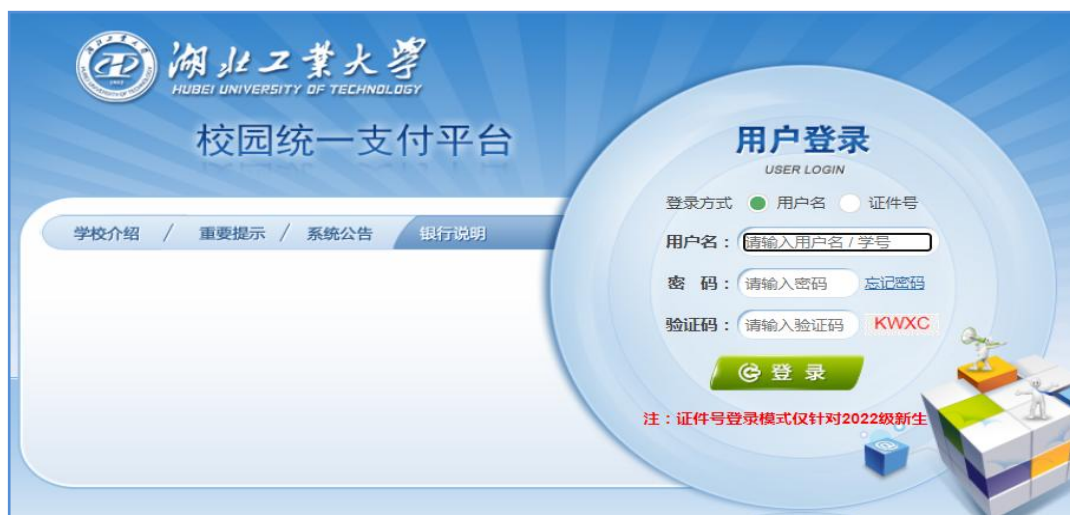 湖北工業大學
HUBEI UNIVERSITY OF TECHNOLOGY
校园统一支付平台
学校介绍 / 重要提示 / 系统公告 银行说明
用户登录
USER LOGIN
登录方式 用户名 证件号
用户名： 请输入用户名 / 学号
密 码： 请输入密码 忘记密码
验证码： 请输入验证码 KWXC
登 录
注：证件号登录模式仅针对2022级新生